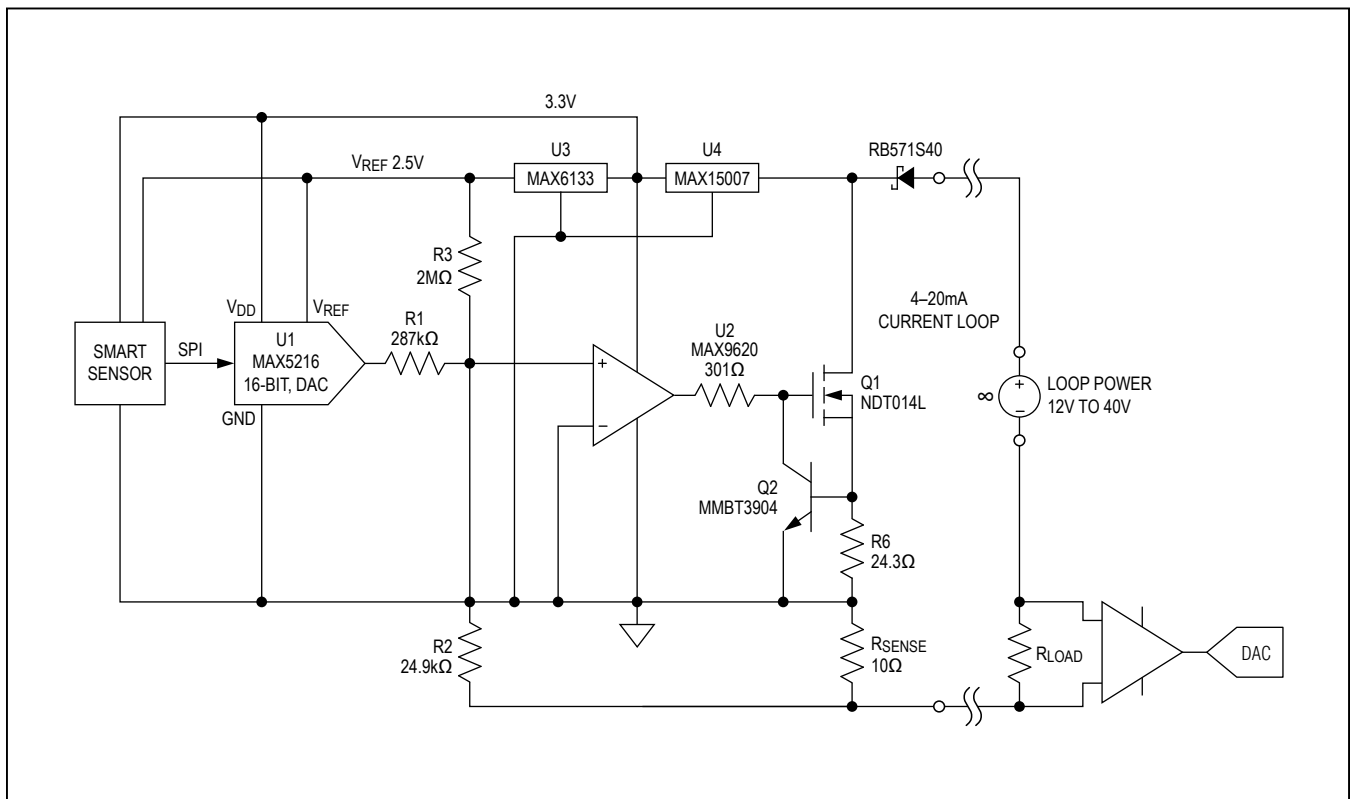 3.3V
VREF 2.5V
U3
MAX6133
U4
MAX15007
RB571S40
R3
2MΩ
4–20mA
CURRENT LOOP
SMART
SENSOR
SPI
VDD
VREF
U1
MAX5216
16-BIT, DAC
GND
R1
287kΩ
+
−
U2
MAX9620
301Ω
Q1
NDT014L
∞
+
−
LOOP POWER
12V TO 40V
Q2
MMBT3904
R6
24.3Ω
R2
24.9kΩ
RSENSE
10Ω
RLOAD
DAC